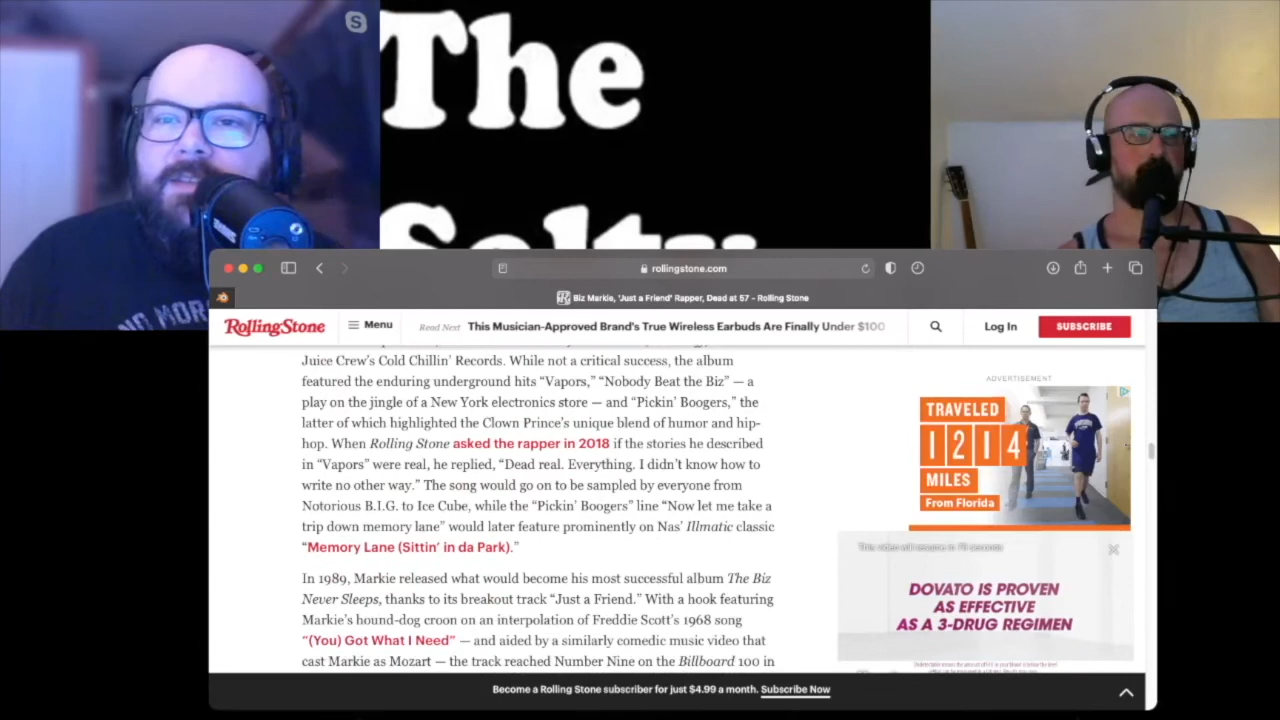 The
Salty
NO MOR
rollingstone.com
Biz Markie, 'Just a Friend' Rapper, Dead at 57 – Rolling Stone
RollingStone
Menu
Read Next This Musician-Approved Brand's True Wireless Earbuds Are Finally Under $100
Log In
SUBSCRIBE
Juice Crew's Cold Chillin' Records. While not a critical success, the album
featured the enduring underground hits “Vapors,” “Nobody Beat the Biz” — a
play on the jingle of a New York electronics store — and “Pickin’ Boogers,” the
latter of which highlighted the Clown Prince’s unique blend of humor and hip-
hop. When Rolling Stone asked the rapper in 2018 if the stories he described
in “Vapors” were real, he replied, “Dead real. Everything. I didn’t know how to
write no other way.” The song would go on to be sampled by everyone from
Notorious B.I.G. to Ice Cube, while the “Pickin’ Boogers” line “Now let me take a
trip down memory lane” would later feature prominently on Nas’ Illmatic classic
“Memory Lane (Sittin’ in da Park).”
In 1989, Markie released what would become his most successful album The Biz
Never Sleeps, thanks to its breakout track “Just a Friend.” With a hook featuring
Markie’s hound-dog croon on an interpolation of Freddie Scott’s 1968 song
“(You) Got What I Need” — and aided by a similarly comedic music video that
cast Markie as Mozart — the track reached Number Nine on the Billboard 100 in
ADVERTISEMENT
TRAVELED
1214
MILES
From Florida
This video will resume in
seconds
DOVATO IS PROVEN
AS EFFECTIVE
AS A 3-DRUG REGIMEN
Become a Rolling Stone subscriber for just $4.99 a month. Subscribe Now